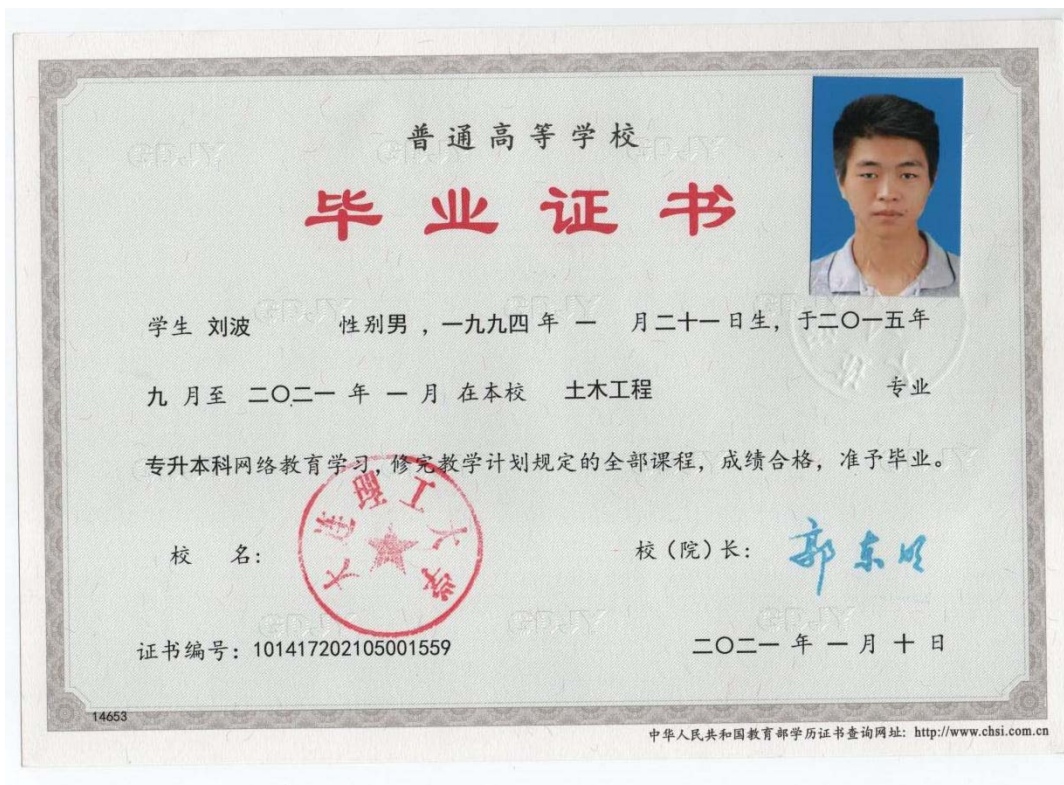 普通高等学校
毕业证书
学生 刘波 性别男，一九九四 年 一 月二十一日生，于二〇一五年
九 月至 二〇二一 年 一 月 在本校 土木工程 专业
专升本科网络教育学习，修完教学计划规定的全部课程，成绩合格，准予毕业。
校 名： 大连理工大学
校（院）长： 郭东明
证书编号：101417202105001559 二〇二一 年 一 月 十 日
14653
中华人民共和国教育部学历证书查询网址：http://www.chsi.com.cn